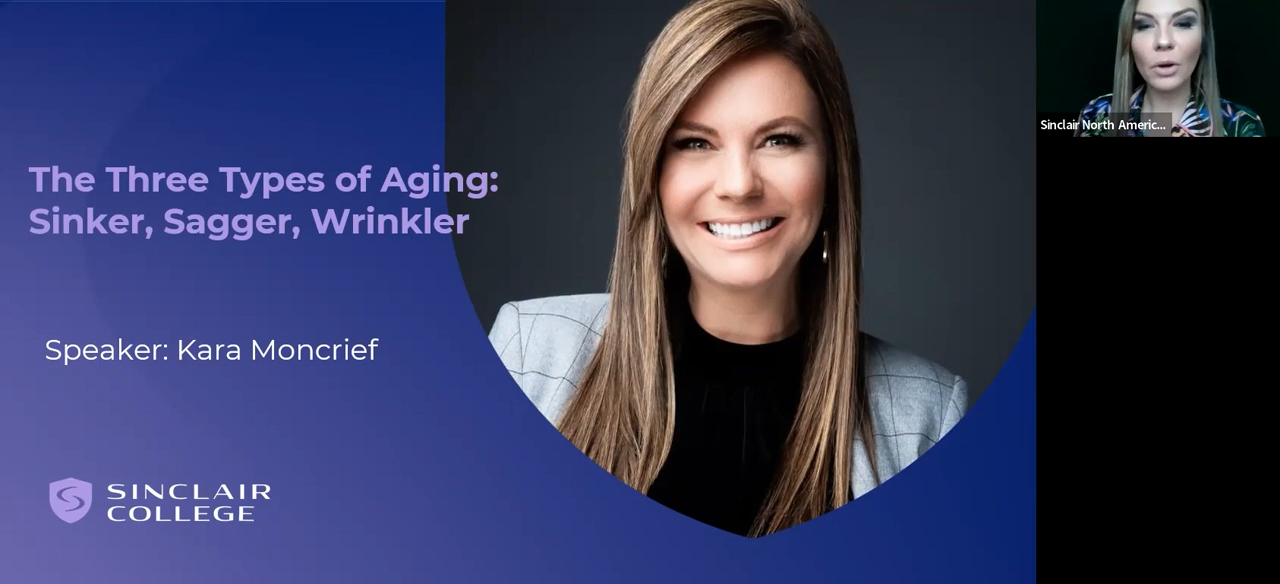 The Three Types of Aging:
Sinker, Sagger, Wrinkler
Speaker: Kara Moncrief
SINCLAIR
COLLEGE
Sinclair North Americ...